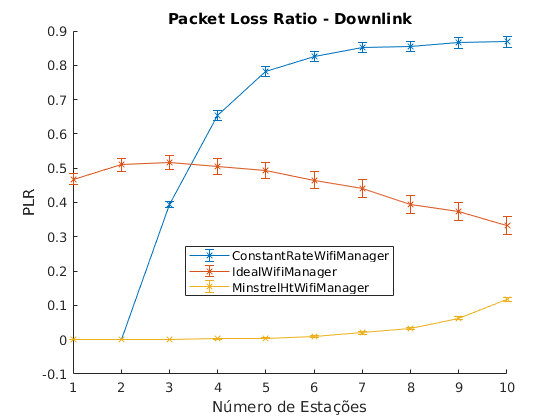 Packet Loss Ratio - Downlink
PLR
0.9
0.8
0.7
0.6
0.5
0.4
0.3
0.2
0.1
0
-0.1
ConstantRateWifiManager
IdealWifiManager
MinstrelHtWifiManager
1 2 3 4 5 6 7 8 9 10
Número de Estações